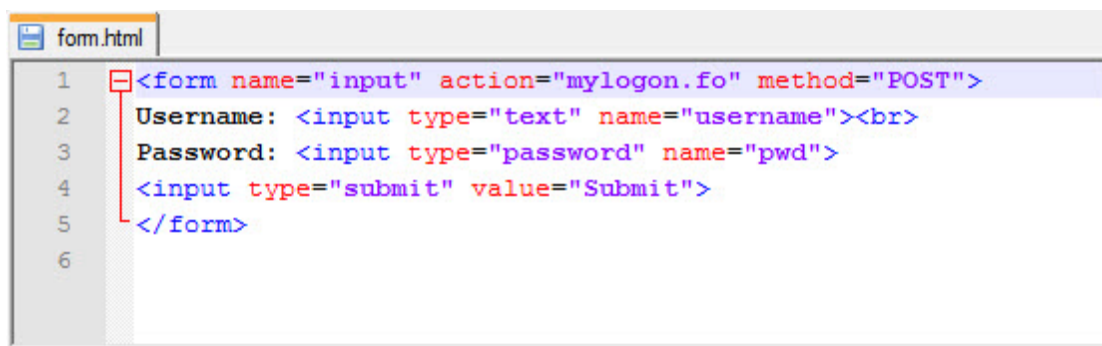 form.html
1 <form name="input" action="mylogon.fo" method="POST">
2 Username: <input type="text" name="username"><br>
3 Password: <input type="password" name="pwd">
4 <input type="submit" value="Submit">
5 </form>
6